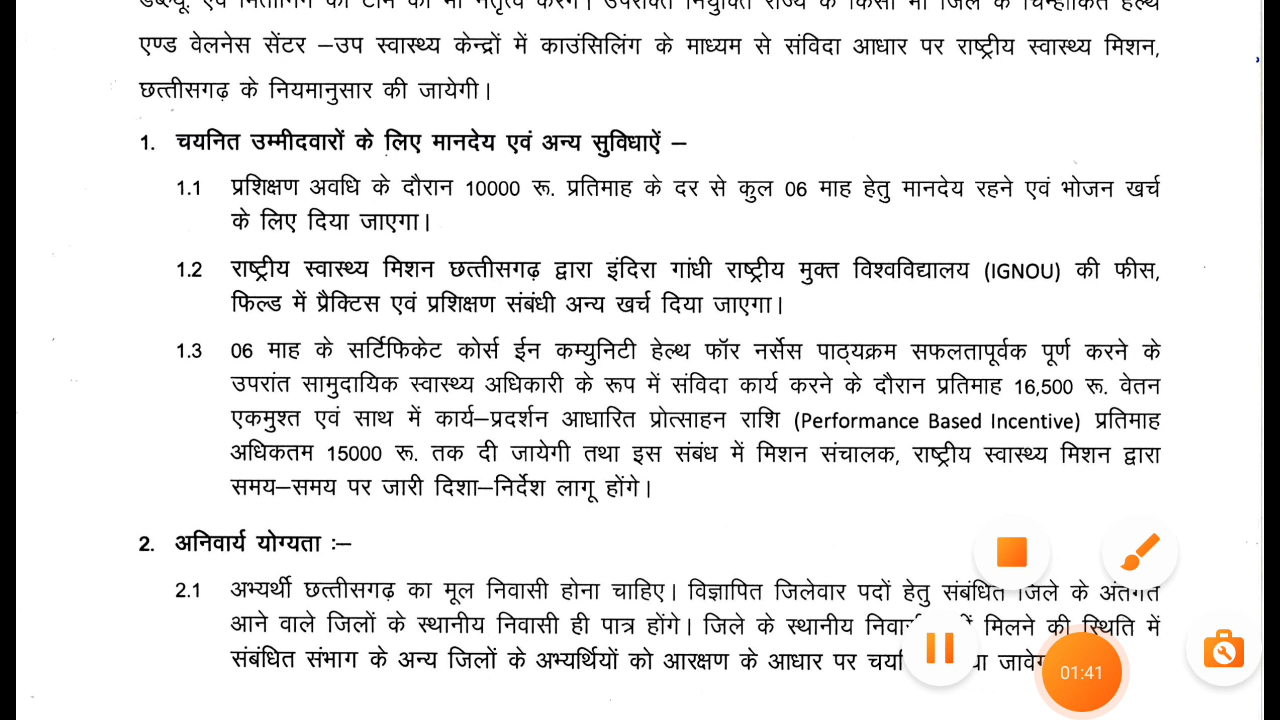 एण्ड वेलनेस सेंटर –उप स्वास्थ्य केन्द्रों में काउंसिलिंग के माध्यम से संविदा आधार पर राष्ट्रीय स्वास्थ्य मिशन,
छत्तीसगढ़ के नियमानुसार की जायेगी।
1. चयनित उम्मीदवारों के लिए मानदेय एवं अन्य सुविधाऐं –
1.1 प्रशिक्षण अवधि के दौरान 10000 रू. प्रतिमाह के दर से कुल 06 माह हेतु मानदेय रहने एवं भोजन खर्च
के लिए दिया जाएगा।
1.2 राष्ट्रीय स्वास्थ्य मिशन छत्तीसगढ़ द्वारा इंदिरा गांधी राष्ट्रीय मुक्त विश्वविद्यालय (IGNOU) की फीस,
फिल्ड में प्रैक्टिस एवं प्रशिक्षण संबंधी अन्य खर्च दिया जाएगा।
1.3 06 माह के सर्टिफिकेट कोर्स ईन कम्युनिटी हेल्थ फॉर नर्सेस पाठ्यक्रम सफलतापूर्वक पूर्ण करने के
उपरांत सामुदायिक स्वास्थ्य अधिकारी के रूप में संविदा कार्य करने के दौरान प्रतिमाह 16,500 रू. वेतन
एकमुश्त एवं साथ में कार्य–प्रदर्शन आधारित प्रोत्साहन राशि (Performance Based Incentive) प्रतिमाह
अधिकतम 15000 रू. तक दी जायेगी तथा इस संबंध में मिशन संचालक, राष्ट्रीय स्वास्थ्य मिशन द्वारा
समय–समय पर जारी दिशा–निर्देश लागू होंगे।
2. अनिवार्य योग्यता :–
2.1 अभ्यर्थी छत्तीसगढ़ का मूल निवासी होना चाहिए। विज्ञापित जिलेवार पदों हेतु संबंधित जिले के अंतर्गत
आने वाले जिलों के स्थानीय निवासी ही पात्र होंगे। जिले के स्थानीय मिलने की स्थिति में
संबंधित संभाग के अन्य जिलों के अभ्यर्थियों को आरक्षण के आधार पर
01:41